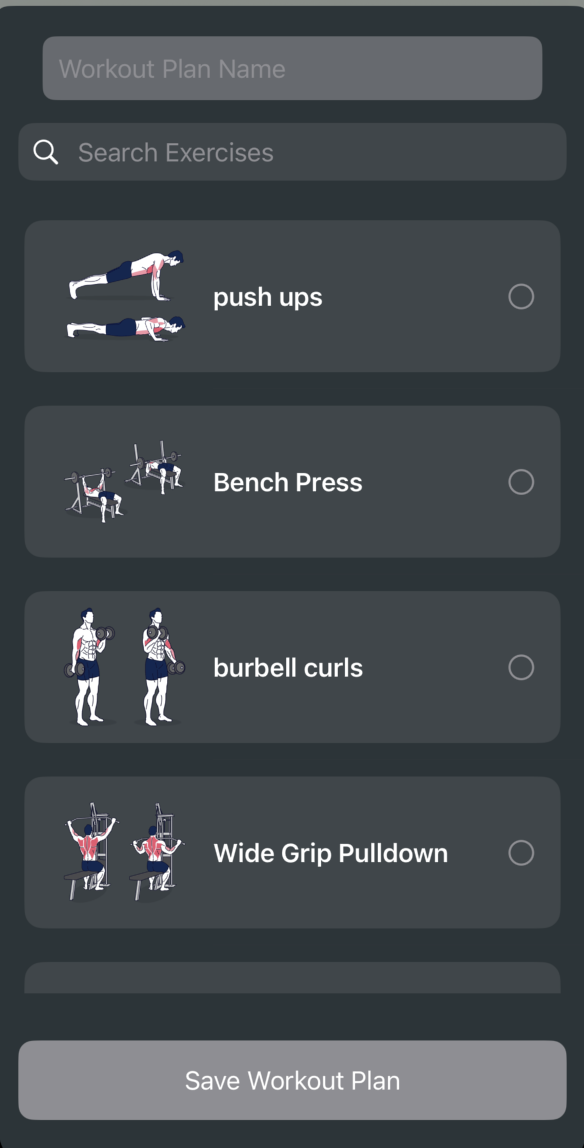 Workout Plan Name
Search Exercises
push ups
Bench Press
burbell curls
Wide Grip Pulldown
Save Workout Plan